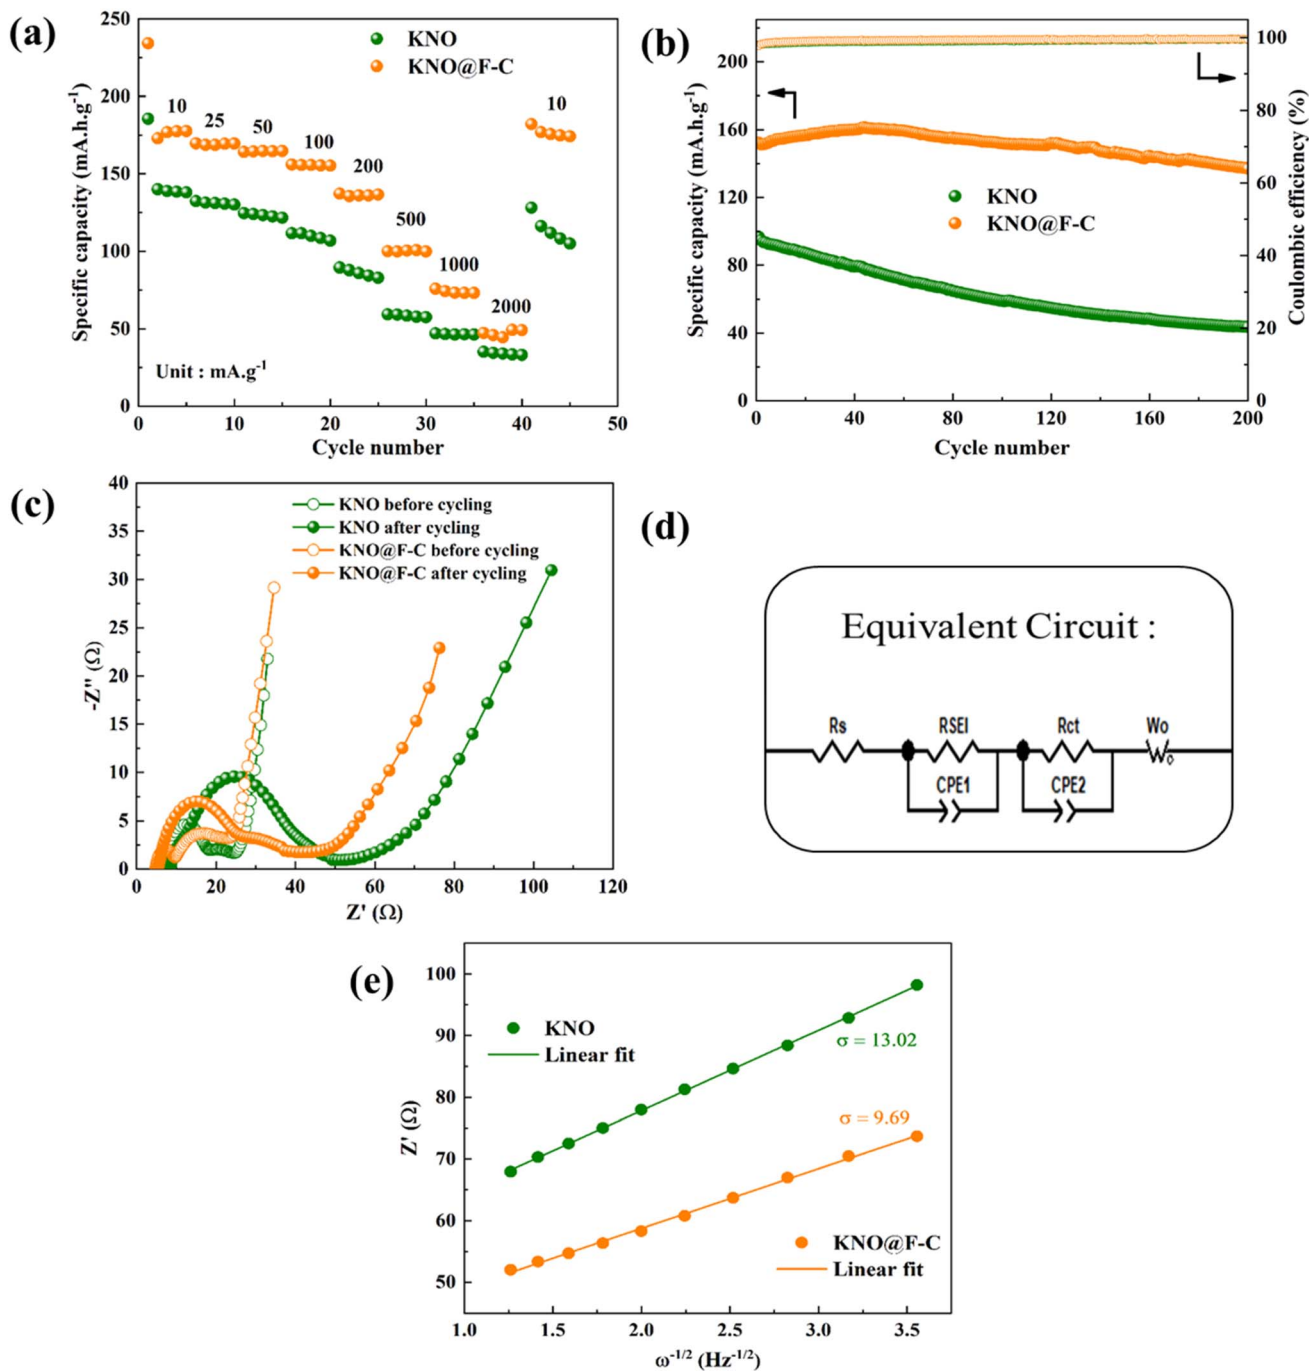 (a)
KNO
KNO@F-C
10
25
50
100
200
500
1000
2000
10
Unit : mA.g⁻¹
Specific capacity (mA.h.g⁻¹)
250
200
150
100
50
0
0 10 20 30 40 50
Cycle number
(b)
KNO
KNO@F-C
Specific capacity (mA.h.g⁻¹)
200
160
120
80
40
0
0 40 80 120 160 200
Cycle number
Coulombic efficiency (%)
100
80
60
40
20
0
(c)
KNO before cycling
KNO after cycling
KNO@F-C before cycling
KNO@F-C after cycling
-Z" (Ω)
40
35
30
25
20
15
10
5
0
0 20 40 60 80 100 120
Z' (Ω)
(d)
Equivalent Circuit :
Rs RSEI Rct Wo
CPE1 CPE2
(e)
KNO
Linear fit
σ = 13.02
σ = 9.69
KNO@F-C
Linear fit
Z' (Ω)
100
90
80
70
60
50
1.0 1.5 2.0 2.5 3.0 3.5
ω⁻¹/² (Hz⁻¹/²)